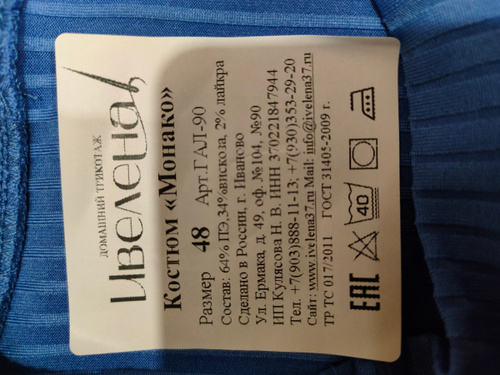 ДОМАШНИЙ ТРИКОТАЖ
Ивелена
Костюм «Монако»
Размер 48 Арт.ГАЛ-90
Состав: 64% ПЭ,34%вискоза, 2% лайкра
Сделано в России, г. Иваново
Ул. Ермака, д. 49, оф. №104, №90
ИП Кулясова Н. В. ИНН 370221847944
Тел. +7(903)888-11-13; +7(930)353-29-20
Сайт: www.ivelena37.ru Mail: info@ivelena37.ru
ТР ТС 017/2011 ГОСТ 31405-2009 г.
EAC 40